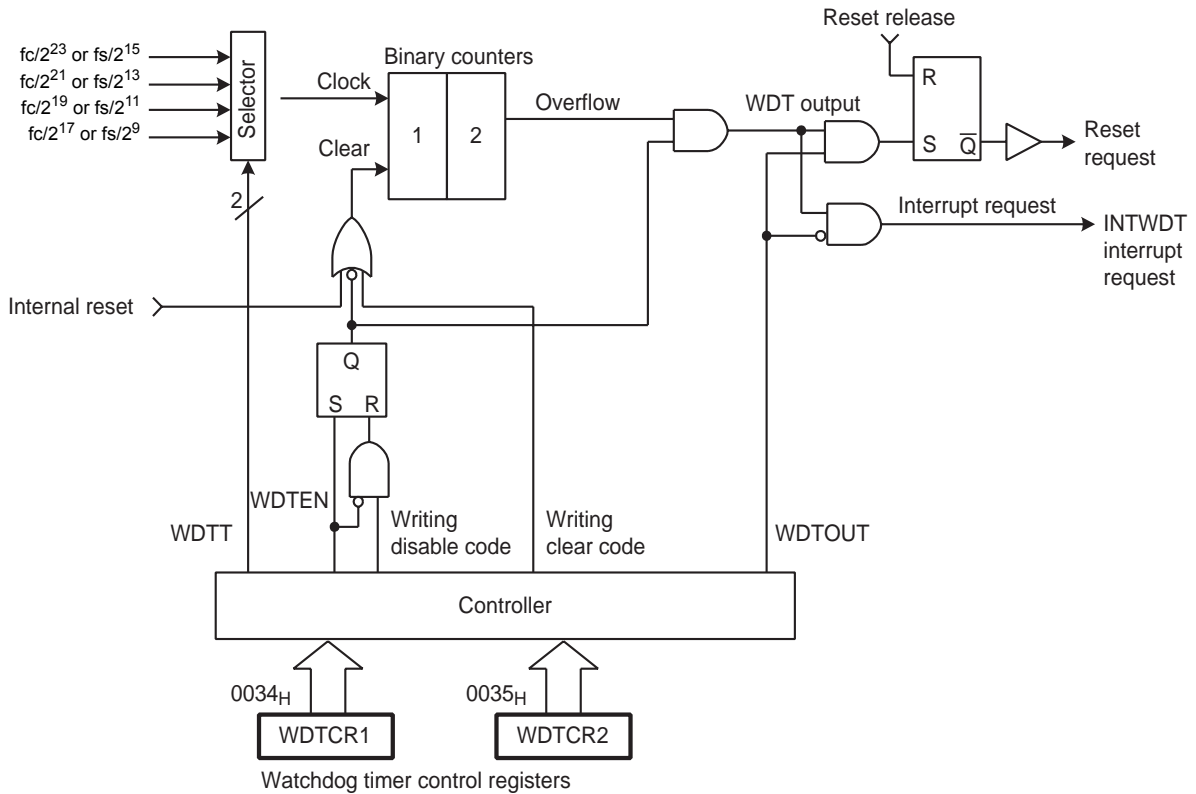 Reset release
fc/2^23 or fs/2^15
fc/2^21 or fs/2^13
fc/2^19 or fs/2^11
fc/2^17 or fs/2^9
Selector
Binary counters
Clock
Clear
1
2
Overflow
WDT output
R
S
Q̅
Reset
request
2
Interrupt request
INTWDT
interrupt
request
Internal reset
Q
S
R
WDTEN
WDTT
Writing
disable code
Writing
clear code
WDTOUT
Controller
0034H
0035H
WDTCR1
WDTCR2
Watchdog timer control registers